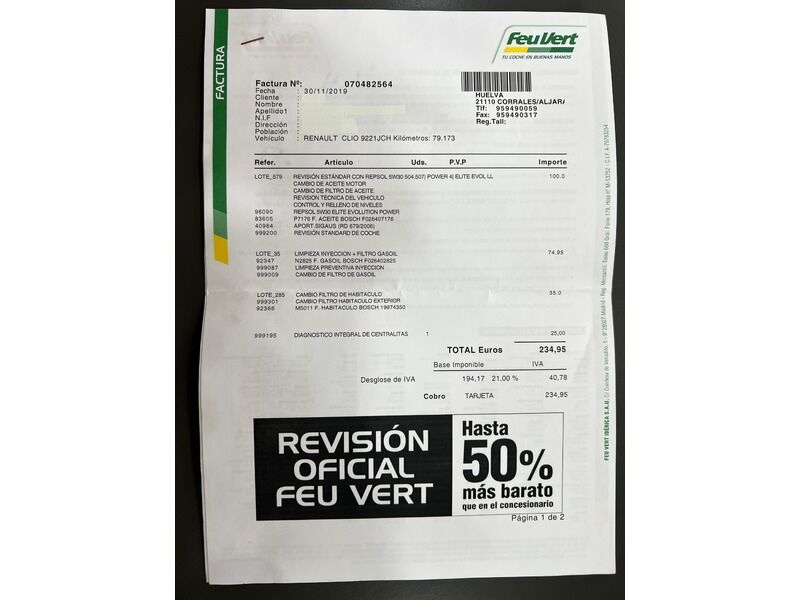 FACTURA
Feu Vert
TU COCHE EN BUENAS MANOS
Factura Nº: 070482564
Fecha : 30/11/2019
Cliente :
Nombre :
Apellido1 :
N.I.F :
Dirección :
Población :
Vehículo : RENAULT CLIO 9221JCH Kilómetros: 79.173
HUELVA
21110 CORRALES/ALJAR
Tlf: 959490059
Fax: 959490317
Reg.Tall:
Refer. Artículo Uds. P.V.P Importe
LOTE_579 REVISIÓN ESTÁNDAR CON REPSOL 5W30 504,507| POWER 4| ELITE EVOL LL 100.0
CAMBIO DE ACEITE MOTOR
CAMBIO DE FILTRO DE ACEITE
REVISION TÉCNICA DEL VEHICULO
CONTROL Y RELLENO DE NIVELES
96090 REPSOL 5W30 ELITE EVOLUTION POWER
83605 P7176 F. ACEITE BOSCH F026407176
40984 APORT.SIGAUS (RD 679/2006)
999200 REVISIÓN STANDARD DE COCHE
LOTE_35 LIMPIEZA INYECCION + FILTRO GASOIL 74.95
92347 N2825 F. GASOIL BOSCH F026402825
999087 LIMPIEZA PREVENTIVA INYECCION
999009 CAMBIO DE FILTRO DE GASOIL
LOTE_285 CAMBIO FILTRO DE HABITACULO 35.0
999301 CAMBIO FILTRO HABITACULO EXTERIOR
92366 M5011 F. HABITACULO BOSCH 19874350
999195 DIAGNOSTICO INTEGRAL DE CENTRALITAS 1 25,00
TOTAL Euros 234,95
Base Imponible IVA
Desglose de IVA 194,17 21,00 % 40,78
Cobro TARJETA 234,95
REVISIÓN
OFICIAL
FEU VERT
Hasta
50%
más barato
que en el concesionario
Página 1 de 2
FEU VERT IBÉRICA S.A.U.